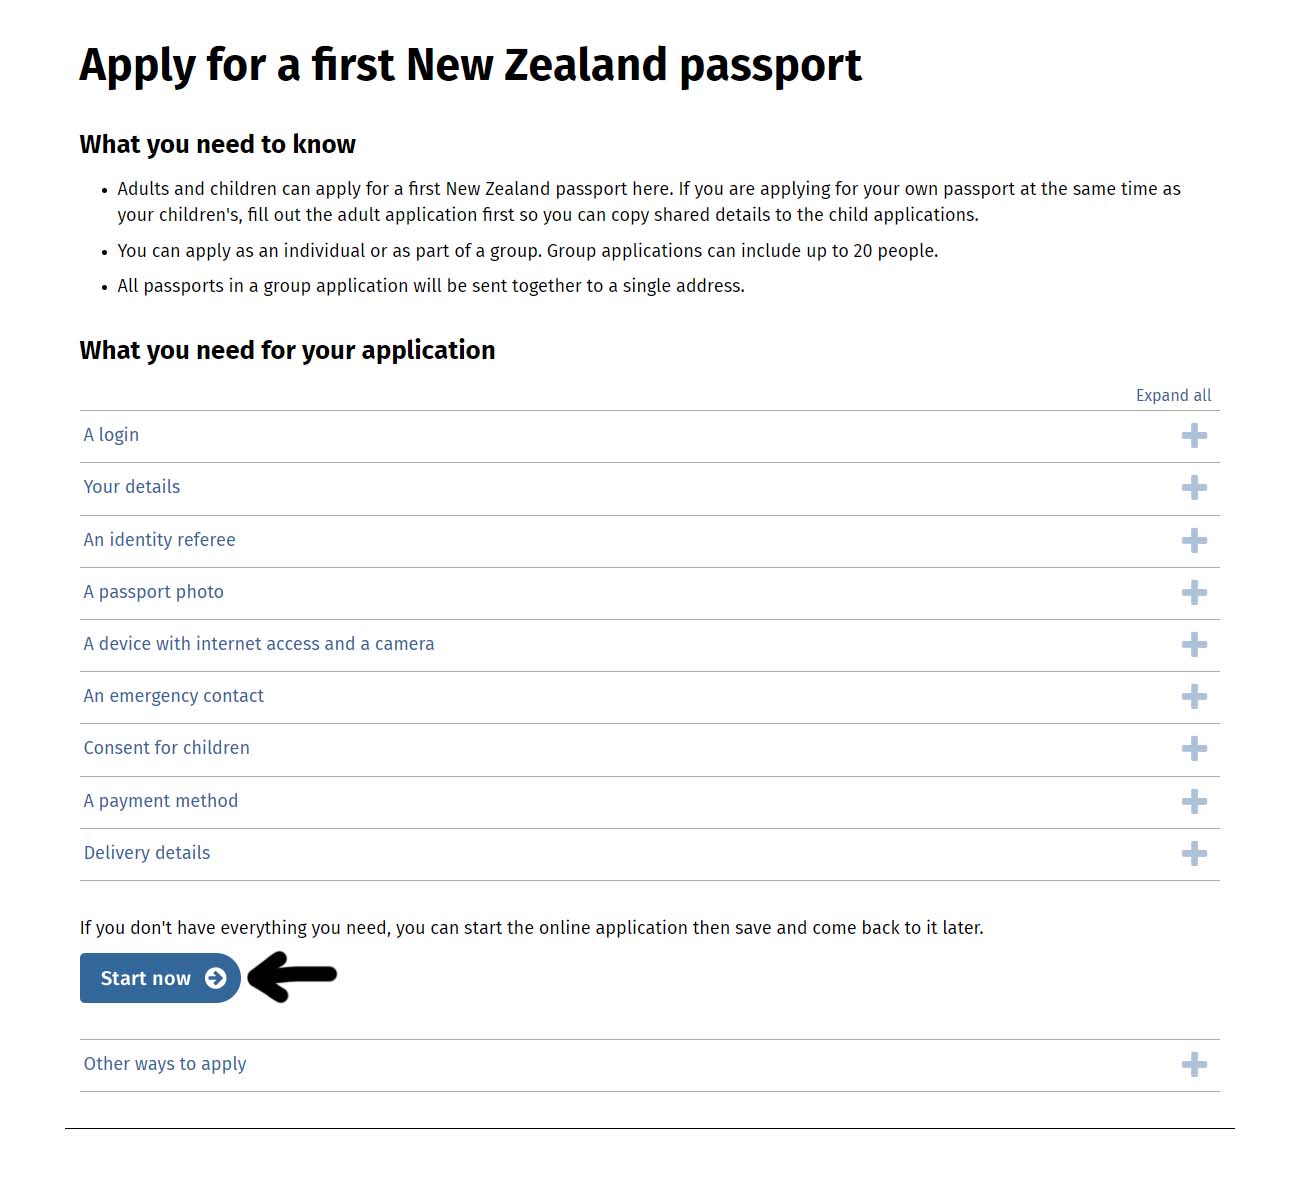 Apply for a first New Zealand passport
What you need to know
• Adults and children can apply for a first New Zealand passport here. If you are applying for your own passport at the same time as
your children's, fill out the adult application first so you can copy shared details to the child applications.
• You can apply as an individual or as part of a group. Group applications can include up to 20 people.
• All passports in a group application will be sent together to a single address.
What you need for your application
Expand all
A login
Your details
An identity referee
A passport photo
A device with internet access and a camera
An emergency contact
Consent for children
A payment method
Delivery details
If you don't have everything you need, you can start the online application then save and come back to it later.
Start now
Other ways to apply